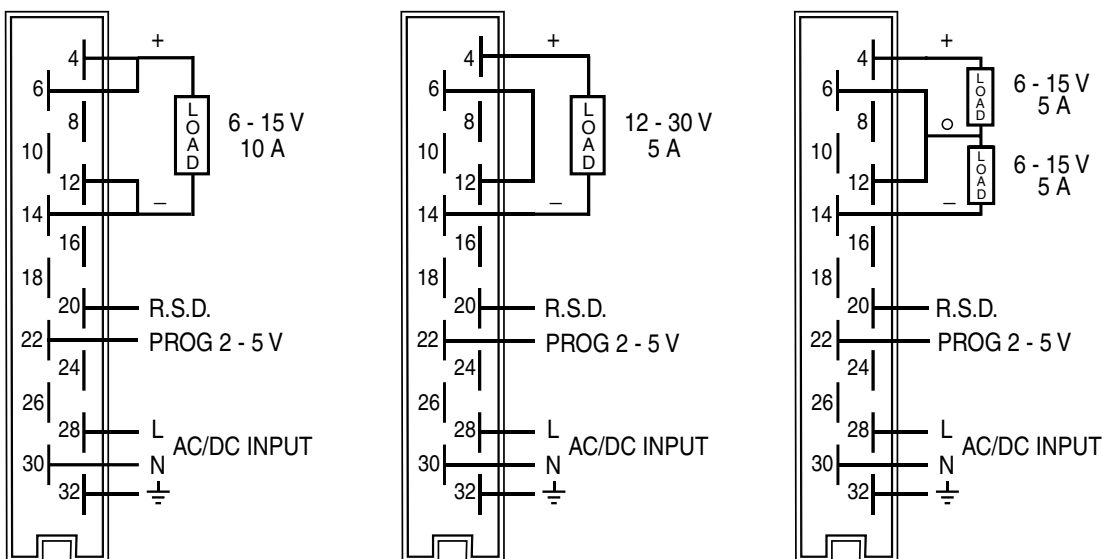 4
+
6
8
LOAD
6 - 15 V
10 A
10
12
14
−
16
18
20
R.S.D.
22
PROG 2 - 5 V
24
26
28
L
AC/DC INPUT
30
N
32
4
+
6
8
LOAD
12 - 30 V
5 A
10
12
14
−
16
18
20
R.S.D.
22
PROG 2 - 5 V
24
26
28
L
AC/DC INPUT
30
N
32
4
+
6
LOAD
6 - 15 V
5 A
8
o
10
LOAD
6 - 15 V
5 A
12
14
−
16
18
20
R.S.D.
22
PROG 2 - 5 V
24
26
28
L
AC/DC INPUT
30
N
32